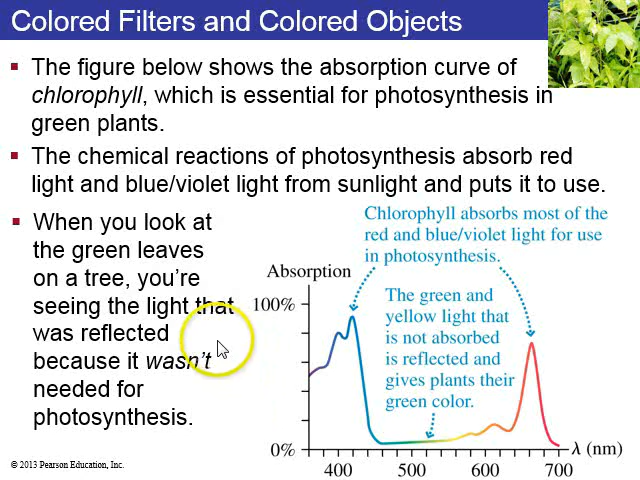 Colored Filters and Colored Objects
The figure below shows the absorption curve of
chlorophyll, which is essential for photosynthesis in
green plants.
The chemical reactions of photosynthesis absorb red
light and blue/violet light from sunlight and puts it to use.
When you look at
the green leaves
on a tree, you're
seeing the light that
was reflected
because it wasn't
needed for
photosynthesis.
Chlorophyll absorbs most of the
red and blue/violet light for use
in photosynthesis.
Absorption
100%
The green and
yellow light that
is not absorbed
is reflected and
gives plants their
green color.
0%
λ (nm)
400 500 600 700
© 2013 Pearson Education, Inc.